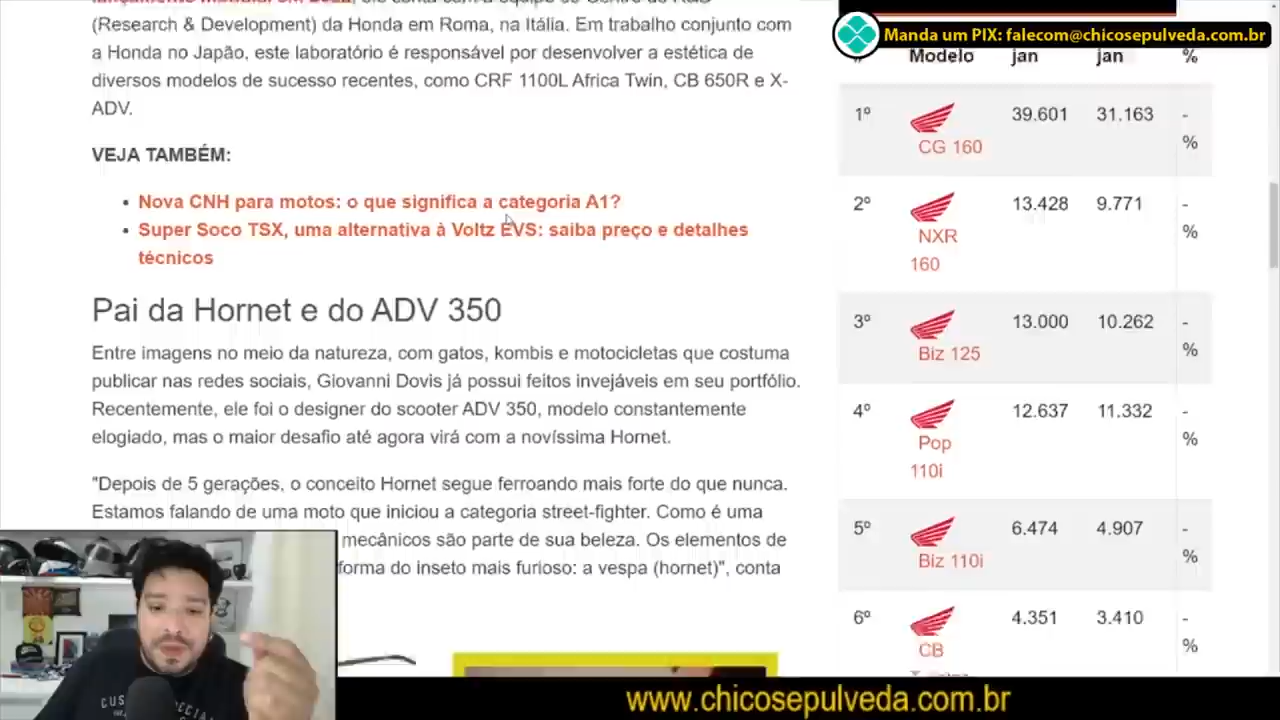 (Research & Development) da Honda em Roma, na Itália. Em trabalho conjunto com
a Honda no Japão, este laboratório é responsável por desenvolver a estética de
diversos modelos de sucesso recentes, como CRF 1100L Africa Twin, CB 650R e X-
ADV.
VEJA TAMBÉM:
• Nova CNH para motos: o que significa a categoria A1?
• Super Soco TSX, uma alternativa à Voltz EVS: saiba preço e detalhes
técnicos
Pai da Hornet e do ADV 350
Entre imagens no meio da natureza, com gatos, kombis e motocicletas que costuma
publicar nas redes sociais, Giovanni Dovis já possui feitos invejáveis em seu portfólio.
Recentemente, ele foi o designer do scooter ADV 350, modelo constantemente
elogiado, mas o maior desafio até agora virá com a novíssima Hornet.
"Depois de 5 gerações, o conceito Hornet segue ferroando mais forte do que nunca.
Estamos falando de uma moto que iniciou a categoria street-fighter. Como é uma
mecânicos são parte de sua beleza. Os elementos de
forma do inseto mais furioso: a vespa (hornet)", conta
Manda um PIX: falecom@chicosepulveda.com.br
Modelo jan jan %
1º CG 160 39.601 31.163 - %
2º NXR 160 13.428 9.771 - %
3º Biz 125 13.000 10.262 - %
4º Pop 110i 12.637 11.332 - %
5º Biz 110i 6.474 4.907 - %
6º CB 4.351 3.410 - %
www.chicosepulveda.com.br